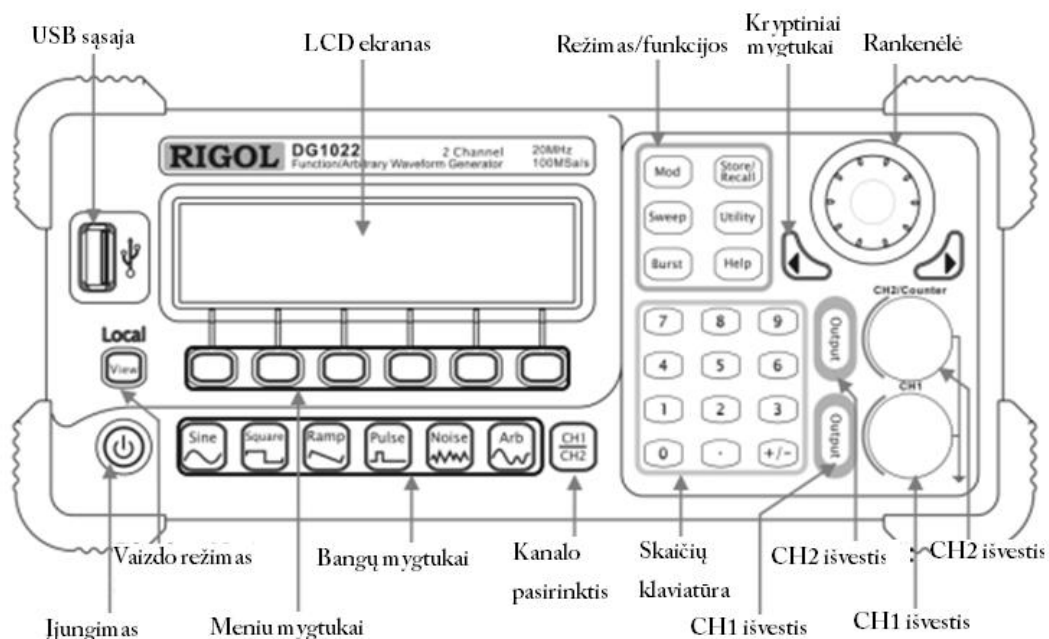 USB sąsaja
LCD ekranas
Režimas/funkcijos
Kryptiniai
mygtukai
Rankenėlė
RIGOL
DG1022
2 Channel
20MHz
Function/Arbitrary Waveform Generator
100MSa/s
Mod
Store/
Recall
Sweep
Utility
Burst
Help
CH2/Counter
Output
7
8
9
4
5
6
1
2
3
0
.
+/-
CH1
Output
Local
View
Sine
Square
Ramp
Pulse
Noise
Arb
CH1
CH2
Vaizdo režimas
Bangų mygtukai
Kanalo
pasirinktis
Skaičių
klaviatūra
CH2 išvestis
: CH2 išvestis
Įjungimas
Meniu mygtukai
CH1 išvestis
CH1 išvestis